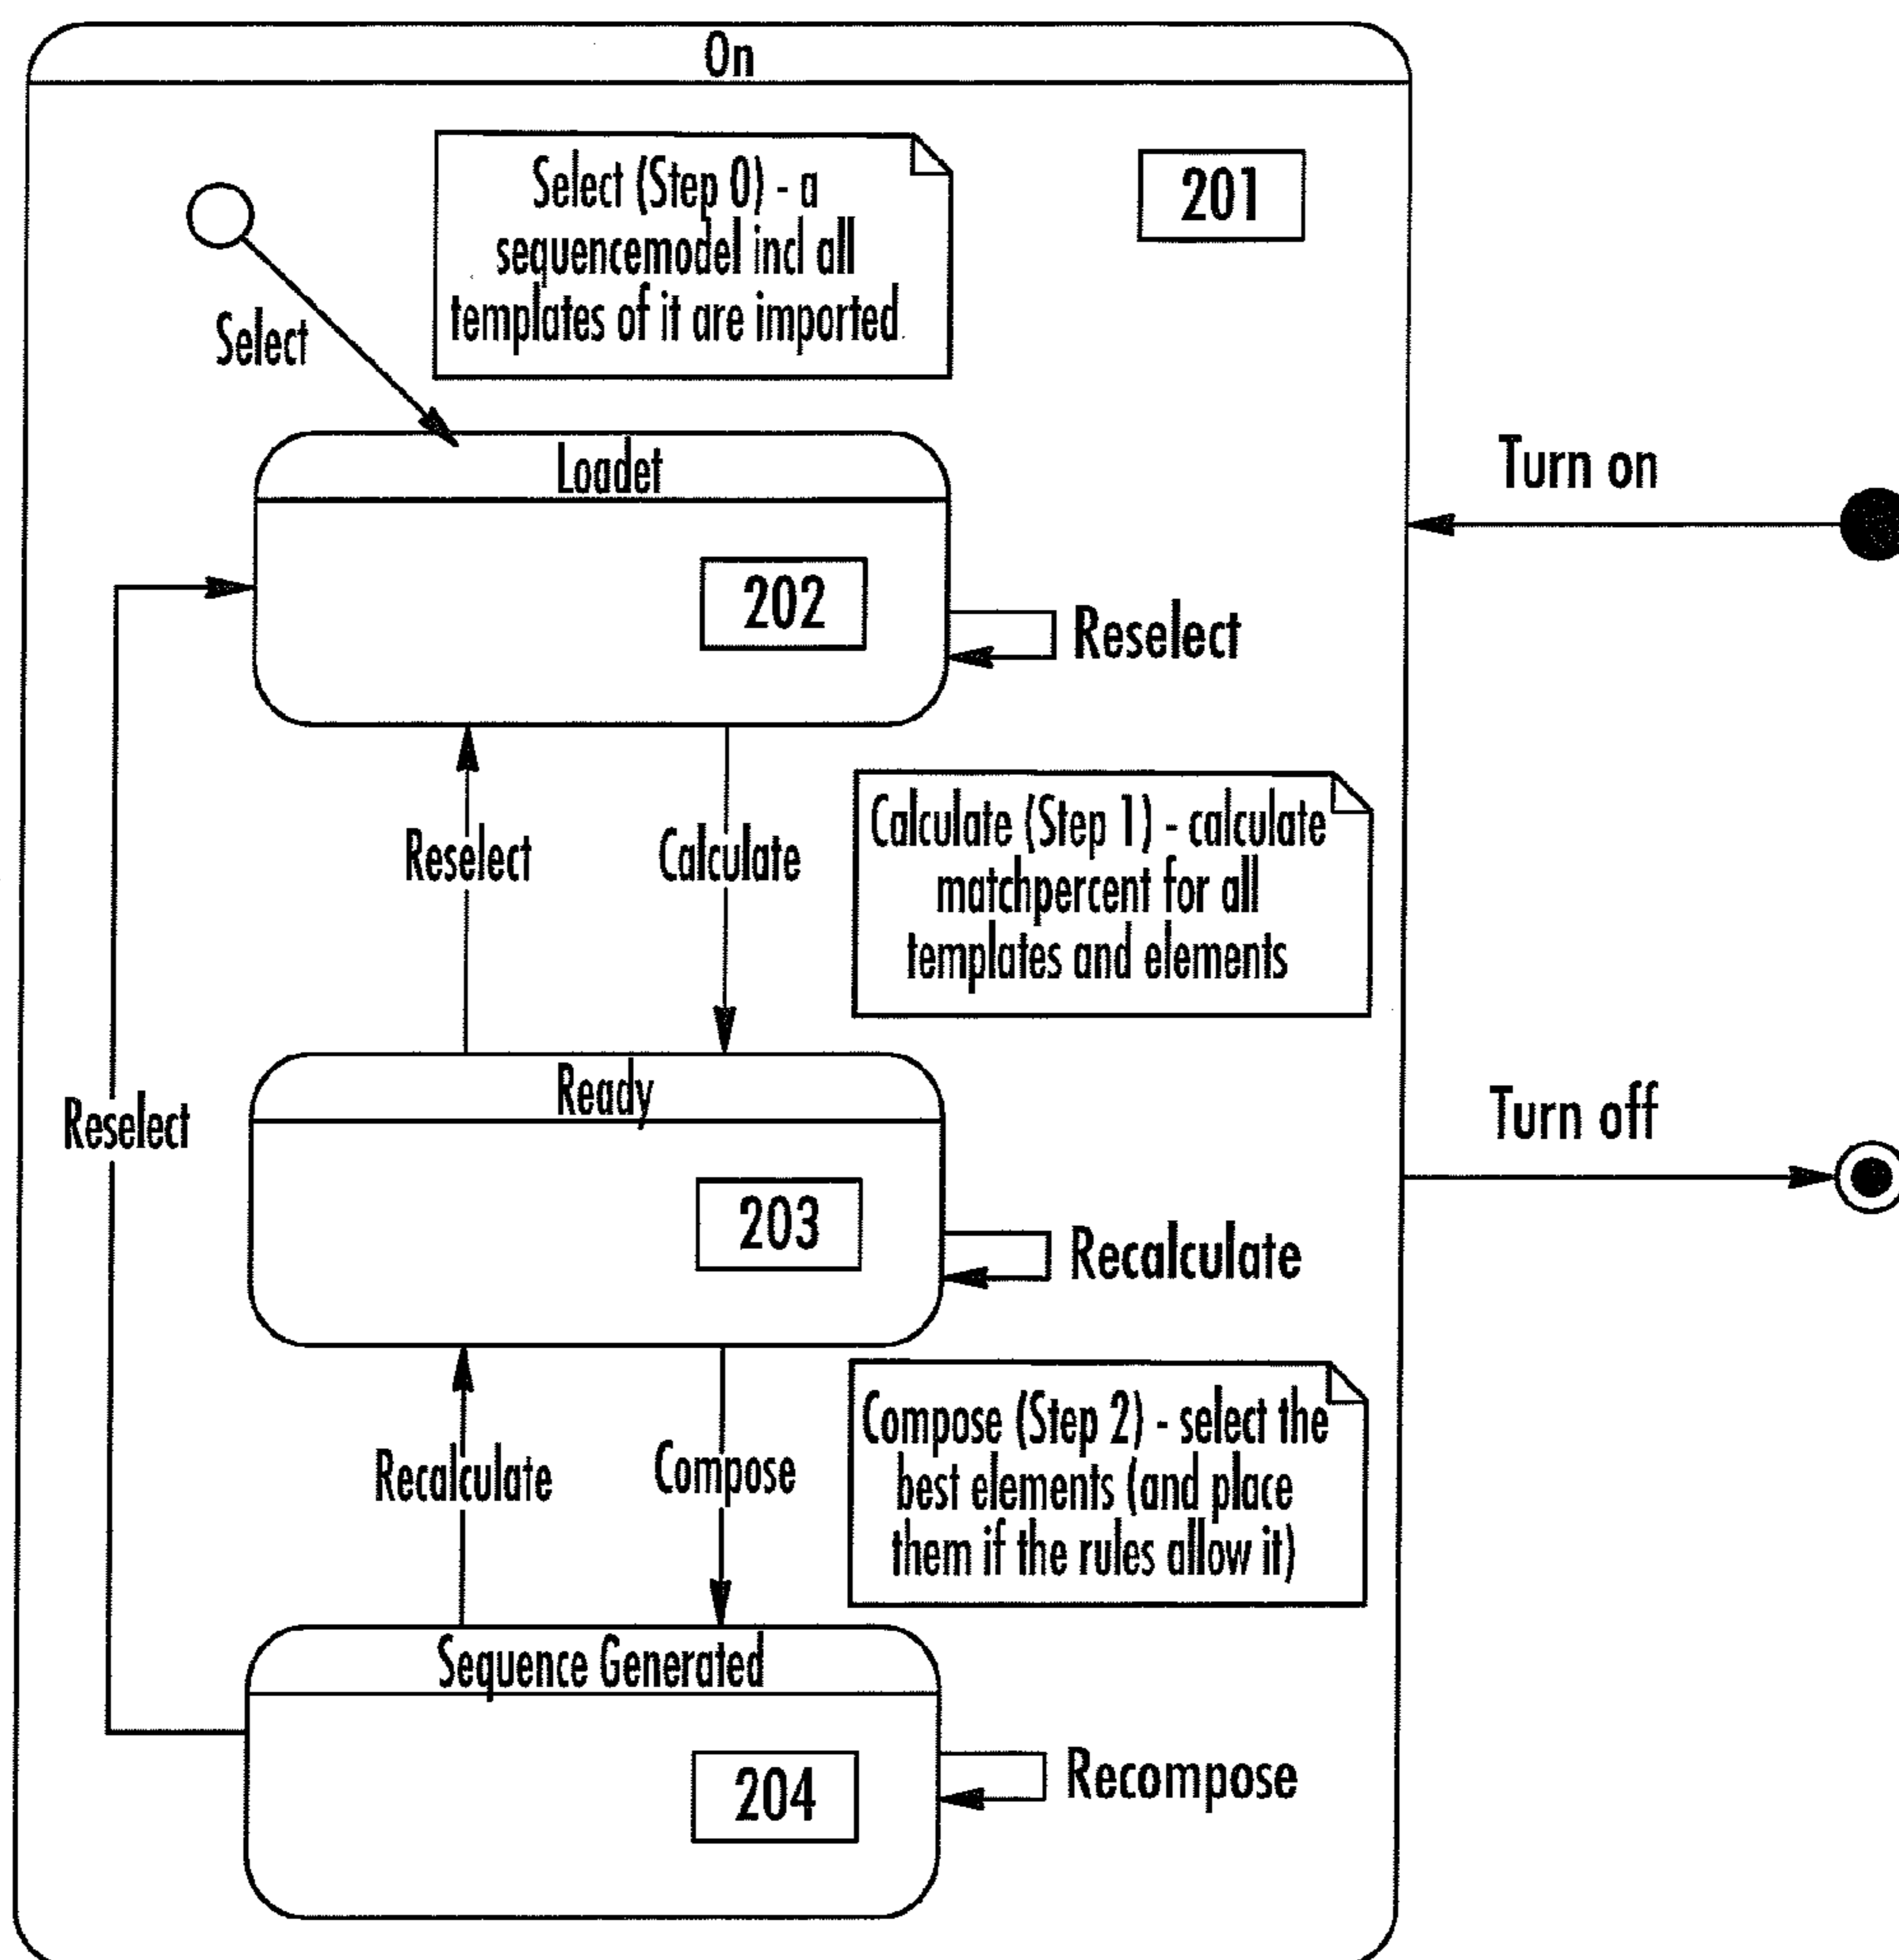 On
Select (Step 0) - a
sequencemodel incl all
templates of it are imported
201
Select
Loadet
202
Reselect
Turn on
Reselect
Calculate
Calculate (Step 1) - calculate
matchpercent for all
templates and elements
Reselect
Ready
203
Recalculate
Turn off
Recalculate
Compose
Compose (Step 2) - select the
best elements (and place
them if the rules allow it)
Sequence Generated
204
Recompose